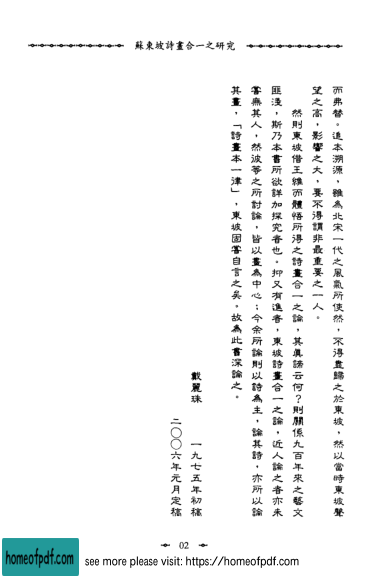 蘇東坡詩畫合一之研究
而弗替。追本溯源，雖為北宋一代之風氣所使然，不得盡歸之於東坡，然以當時東坡聲
望之高，影響之大，要不得謂非最重要之一人。
然則東坡借王維而體悟所得之詩畫合一之論，其真諦云何？則關係九百年來之藝文
匪淺，斯乃本書所欲詳加探究者也。抑又有進者，東坡詩畫合一之論，近人論之者亦未
嘗無其人，然彼等之所討論，皆以畫為中心；今余所論則以詩為主，論其詩，亦所以論
其畫，「詩畫本一律」，東坡固嘗自言之矣。故為此書深論之。
戴麗珠　一九七五年初稿
二〇〇六年元月定稿
02
homeofpdf.com
see more please visit: https://homeofpdf.com